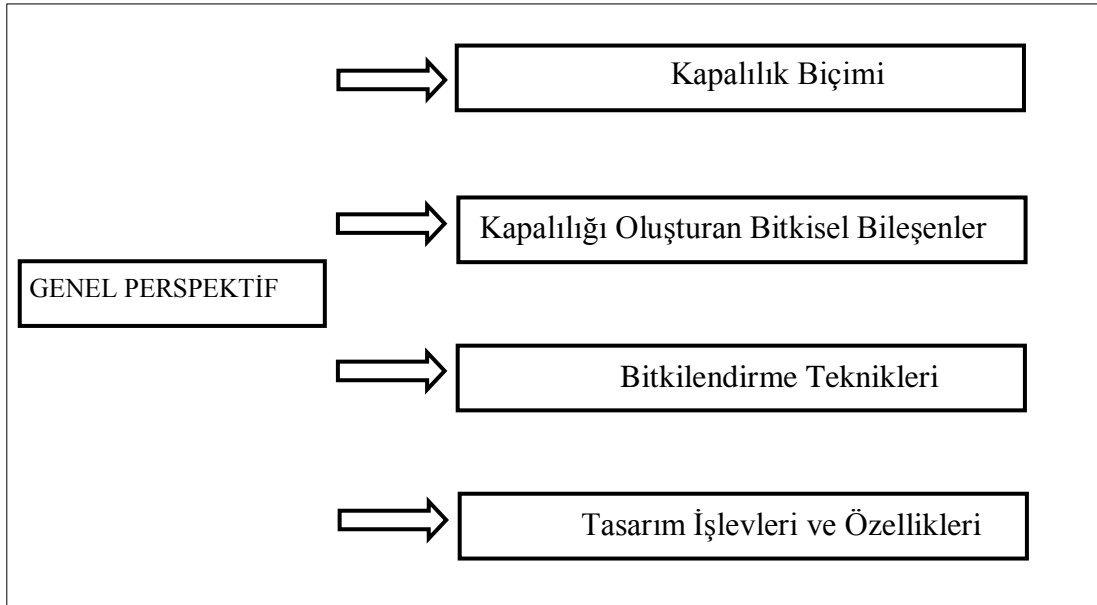 Kapalılık Biçimi
Kapalılığı Oluşturan Bitkisel Bileşenler
GENEL PERSPEKTİF
Bitkilendirme Teknikleri
Tasarım İşlevleri ve Özellikleri